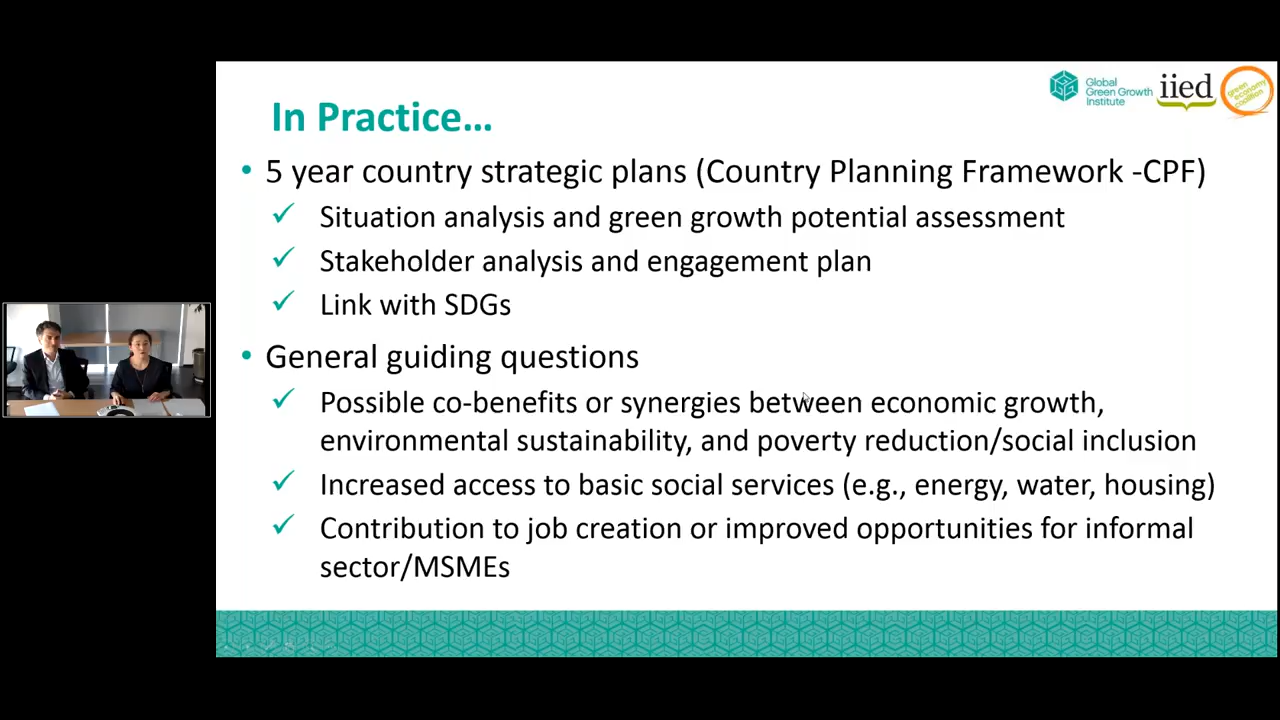 Global
Green Growth
Institute
iied
green
economy
coalition
In Practice…
• 5 year country strategic plans (Country Planning Framework -CPF)
✓ Situation analysis and green growth potential assessment
✓ Stakeholder analysis and engagement plan
✓ Link with SDGs
• General guiding questions
✓ Possible co-benefits or synergies between economic growth,
environmental sustainability, and poverty reduction/social inclusion
✓ Increased access to basic social services (e.g., energy, water, housing)
✓ Contribution to job creation or improved opportunities for informal
sector/MSMEs